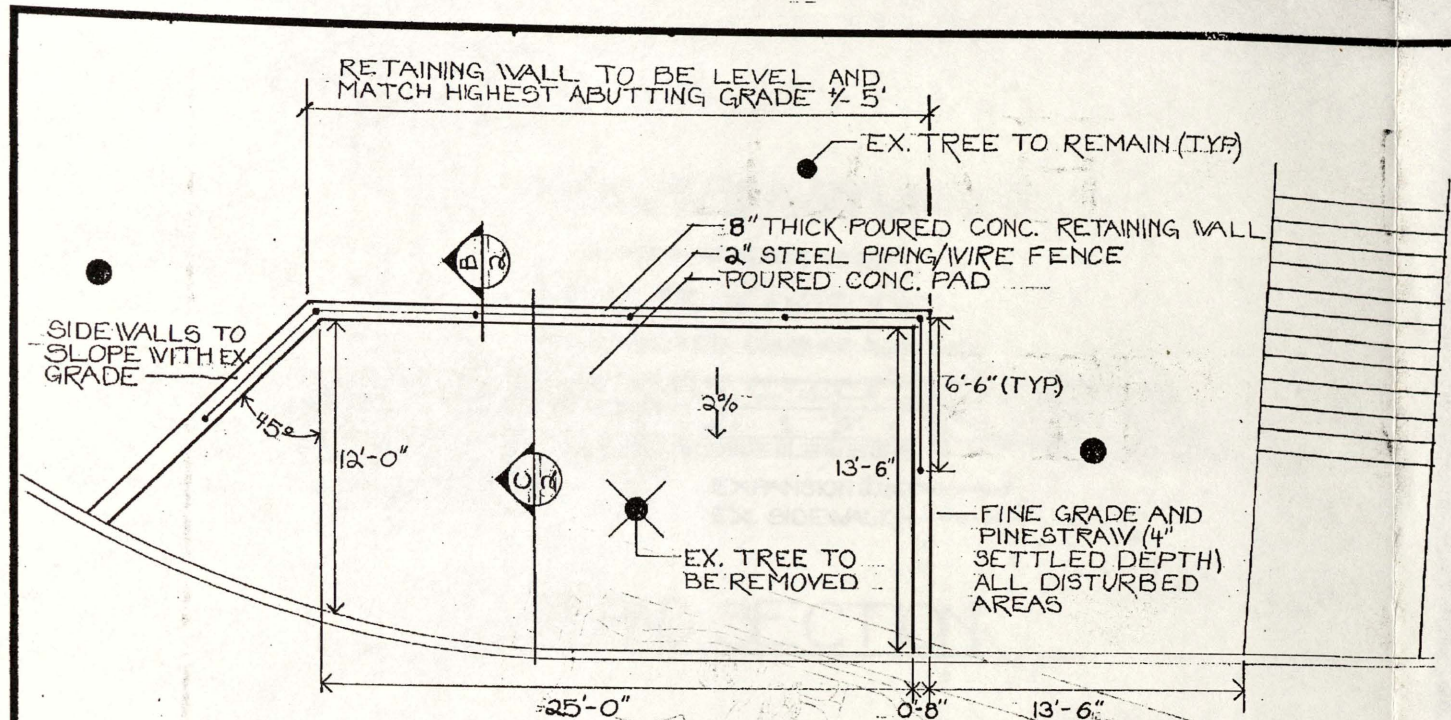 RETAINING WALL TO BE LEVEL AND
MATCH HIGHEST ABUTTING GRADE +/- 5'
EX. TREE TO REMAIN (TYP.)
8" THICK POURED CONC. RETAINING WALL
2" STEEL PIPING/WIRE FENCE
POURED CONC. PAD
B
2
SIDEWALLS TO
SLOPE WITH EX.
GRADE
45°
12'-0"
2%
6'-6" (TYP.)
13'-6"
C
2
EX. TREE TO
BE REMOVED
FINE GRADE AND
PINESTRAW (4"
SETTLED DEPTH)
ALL DISTURBED
AREAS
25'-0"
0'-8"
13'-6"